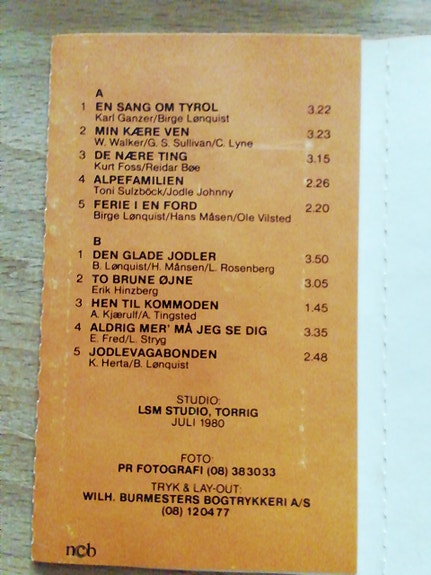 A
1 EN SANG OM TYROL 3.22
Karl Ganzer/Birge Lønquist
2 MIN KÆRE VEN 3.23
W. Walker/G. S. Sullivan/C. Lyne
3 DE NÆRE TING 3.15
Kurt Foss/Reidar Bøe
4 ALPEFAMILIEN 2.26
Toni Sulzböck/Jodle Johnny
5 FERIE I EN FORD 2.20
Birge Lønquist/Hans Måsen/Ole Vilsted
B
1 DEN GLADE JODLER 3.50
B. Lønquist/H. Månsen/L. Rosenberg
2 TO BRUNE ØJNE 3.05
Erik Hinzberg
3 HEN TIL KOMMODEN 1.45
A. Kjærulf/A. Tingsted
4 ALDRIG MER' MÅ JEG SE DIG 3.35
E. Fred/L. Stryg
5 JODLEVAGABONDEN 2.48
K. Herta/B. Lønquist
STUDIO:
LSM STUDIO, TORRIG
JULI 1980
FOTO:
PR FOTOGRAFI (08) 383033
TRYK & LAY-OUT:
WILH. BURMESTERS BOGTRYKKERI A/S
(08) 120477
ncb